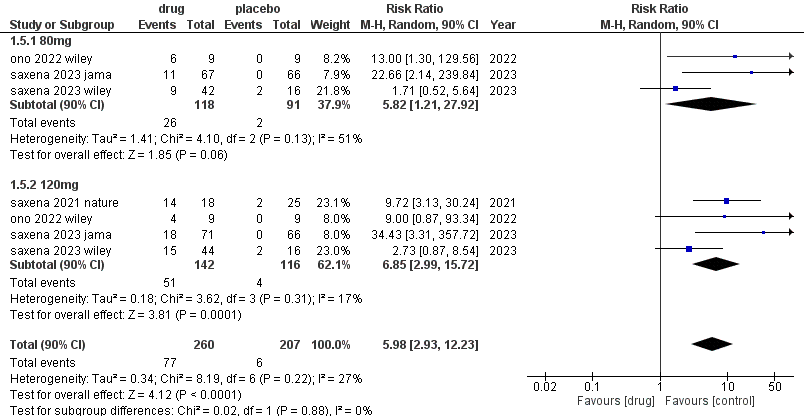 drug placebo Risk Ratio Risk Ratio
Study or Subgroup Events Total Events Total Weight M-H, Random, 90% CI Year M-H, Random, 90% CI
1.5.1 80mg
ono 2022 wiley 6 9 0 9 8.2% 13.00 [1.30, 129.56] 2022
saxena 2023 jama 11 67 0 66 7.9% 22.66 [2.14, 239.84] 2023
saxena 2023 wiley 9 42 2 16 21.8% 1.71 [0.52, 5.64] 2023
Subtotal (90% CI) 118 91 37.9% 5.82 [1.21, 27.92]
Total events 26 2
Heterogeneity: Tau² = 1.41; Chi² = 4.10, df = 2 (P = 0.13); I² = 51%
Test for overall effect: Z = 1.85 (P = 0.06)
1.5.2 120mg
saxena 2021 nature 14 18 2 25 23.1% 9.72 [3.13, 30.24] 2021
ono 2022 wiley 4 9 0 9 8.0% 9.00 [0.87, 93.34] 2022
saxena 2023 jama 18 71 0 66 8.0% 34.43 [3.31, 357.72] 2023
saxena 2023 wiley 15 44 2 16 23.0% 2.73 [0.87, 8.54] 2023
Subtotal (90% CI) 142 116 62.1% 6.85 [2.99, 15.72]
Total events 51 4
Heterogeneity: Tau² = 0.18; Chi² = 3.62, df = 3 (P = 0.31); I² = 17%
Test for overall effect: Z = 3.81 (P = 0.0001)
Total (90% CI) 260 207 100.0% 5.98 [2.93, 12.23]
Total events 77 6
Heterogeneity: Tau² = 0.34; Chi² = 8.19, df = 6 (P = 0.22); I² = 27%
Test for overall effect: Z = 4.12 (P < 0.0001)
Test for subgroup differences: Chi² = 0.02, df = 1 (P = 0.88), I² = 0%
0.02 0.1 1 10 50
Favours [drug] Favours [control]